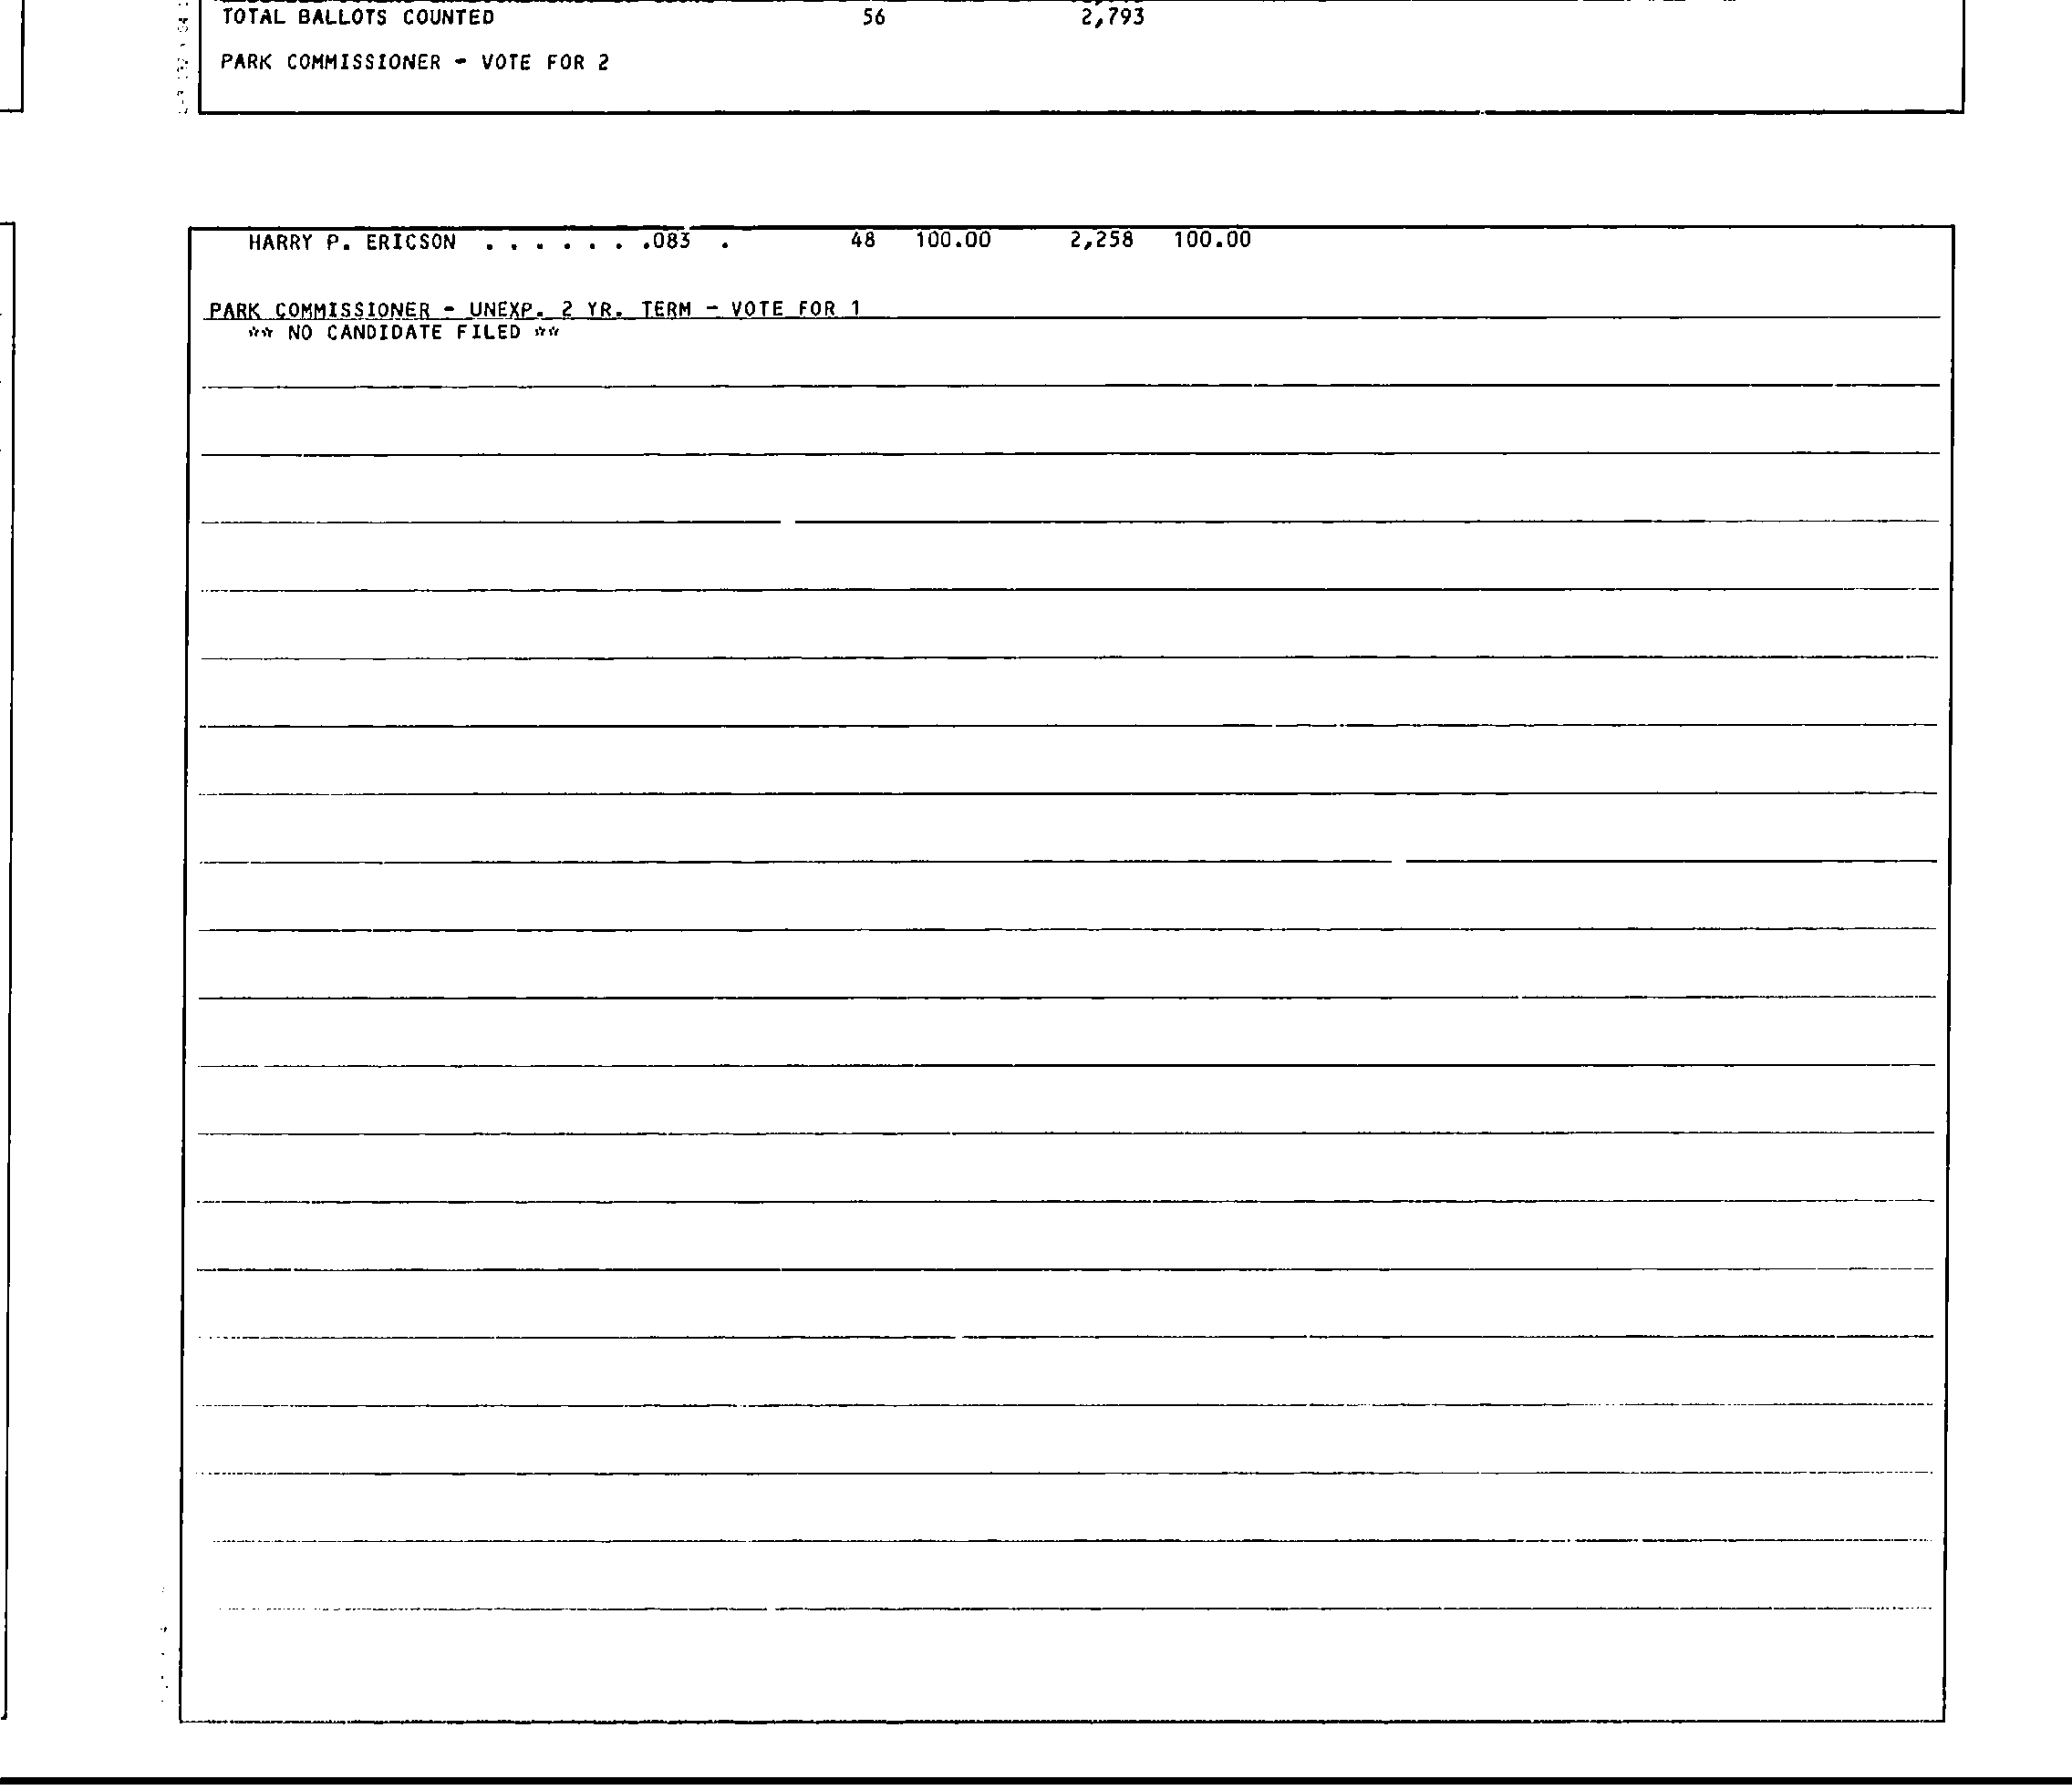 TOTAL BALLOTS COUNTED 56 2,793
PARK COMMISSIONER - VOTE FOR 2
HARRY P. ERICSON . . . . . . .083 . 48 100.00 2,258 100.00
PARK COMMISSIONER - UNEXP. 2 YR. TERM - VOTE FOR 1
** NO CANDIDATE FILED **